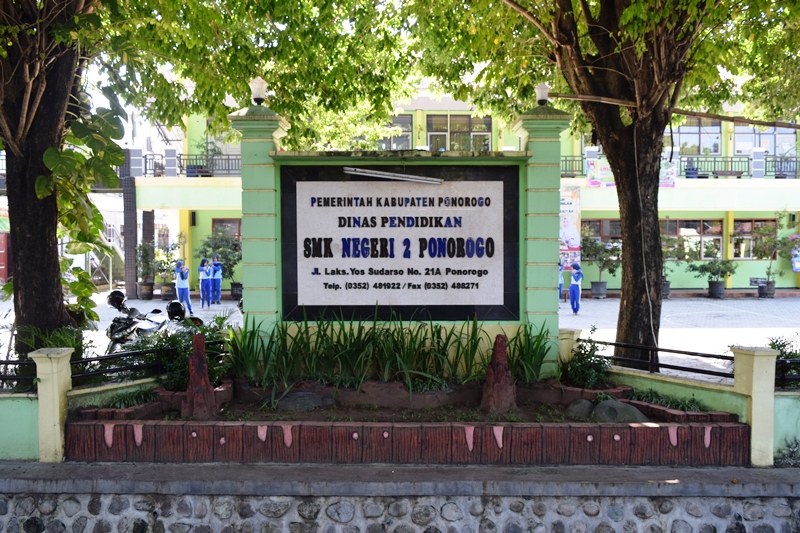 PEMERINTAH KABUPATEN PONOROGO
DINAS PENDIDIKAN
SMK NEGERI 2 PONOROGO
JL. Laks.Yos Sudarso No. 21A Ponorogo
Telp. (0352) 481922 / Fax (0352) 488271